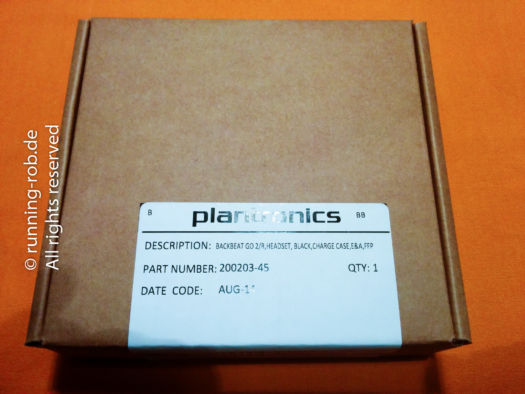 © running-rob.de
All rights reserved
B plantronics BB
DESCRIPTION: BACKBEAT GO 2/R,HEADSET, BLACK,CHARGE CASE,E&A,FFP
PART NUMBER: 200203-45 QTY: 1
DATE CODE: AUG-